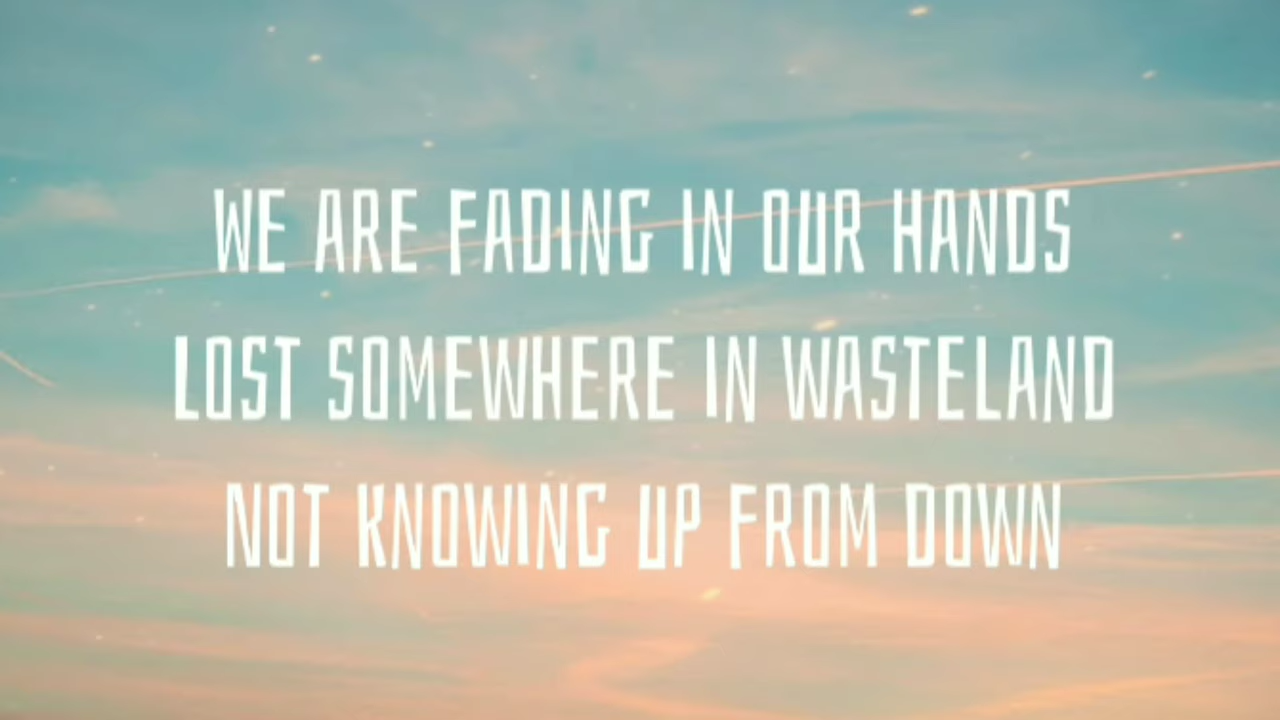 WE ARE FADING IN OUR HANDS
LOST SOMEWHERE IN WASTELAND
NOT KNOWING UP FROM DOWN